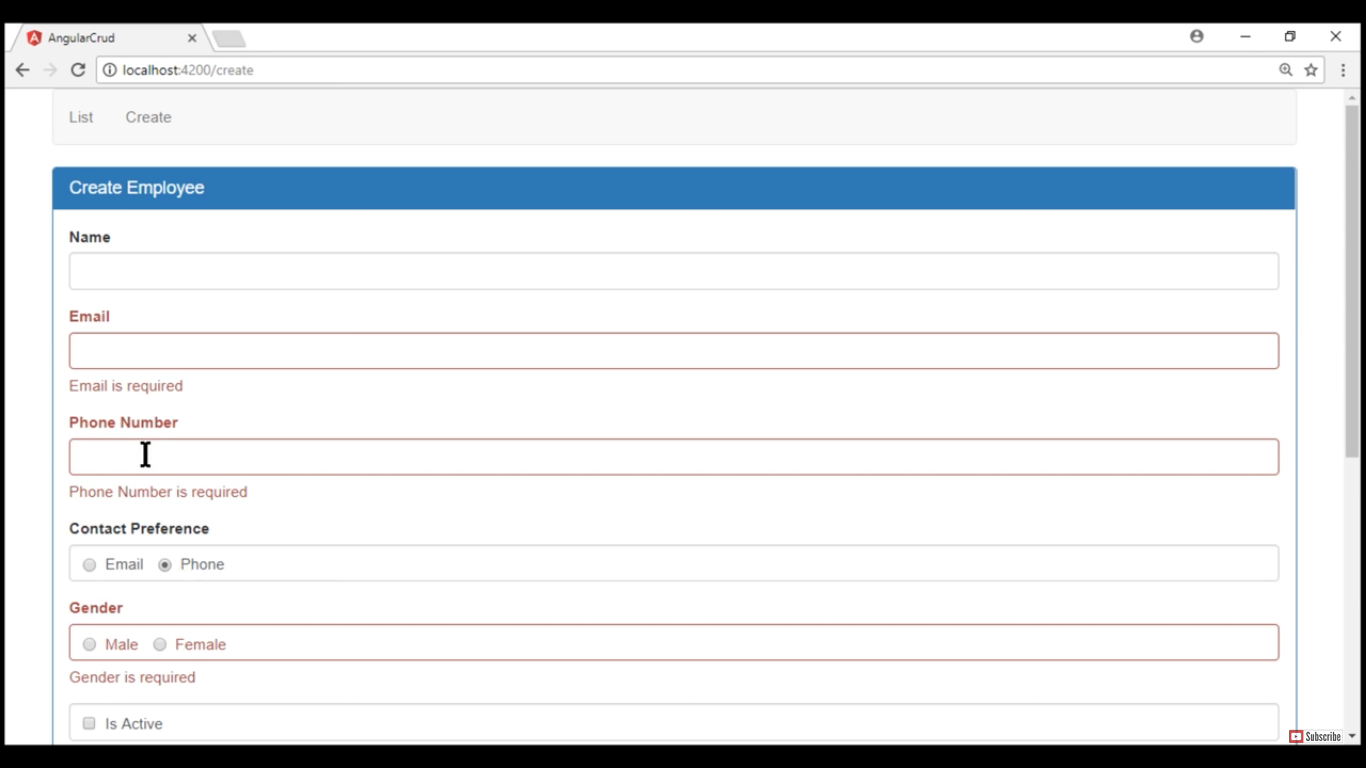 AngularCrud
localhost:4200/create
List Create
Create Employee
Name
Email
Email is required
Phone Number
Phone Number is required
Contact Preference
Email Phone
Gender
Male Female
Gender is required
Is Active
Subscribe